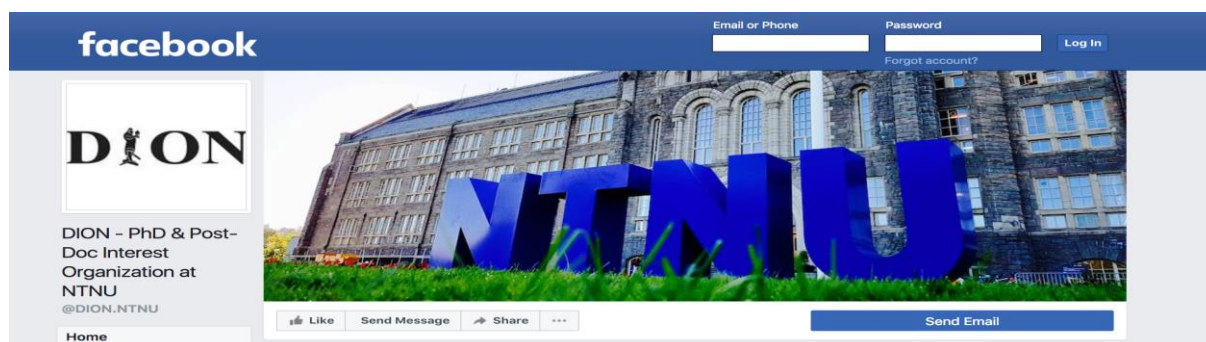 Email or Phone
Password
facebook
Log In
Forgot account?
DION
NTNU
DION - PhD & Post-
Doc Interest
Organization at
NTNU
@DION.NTNU
Like
Send Message
Share
...
Send Email
Home